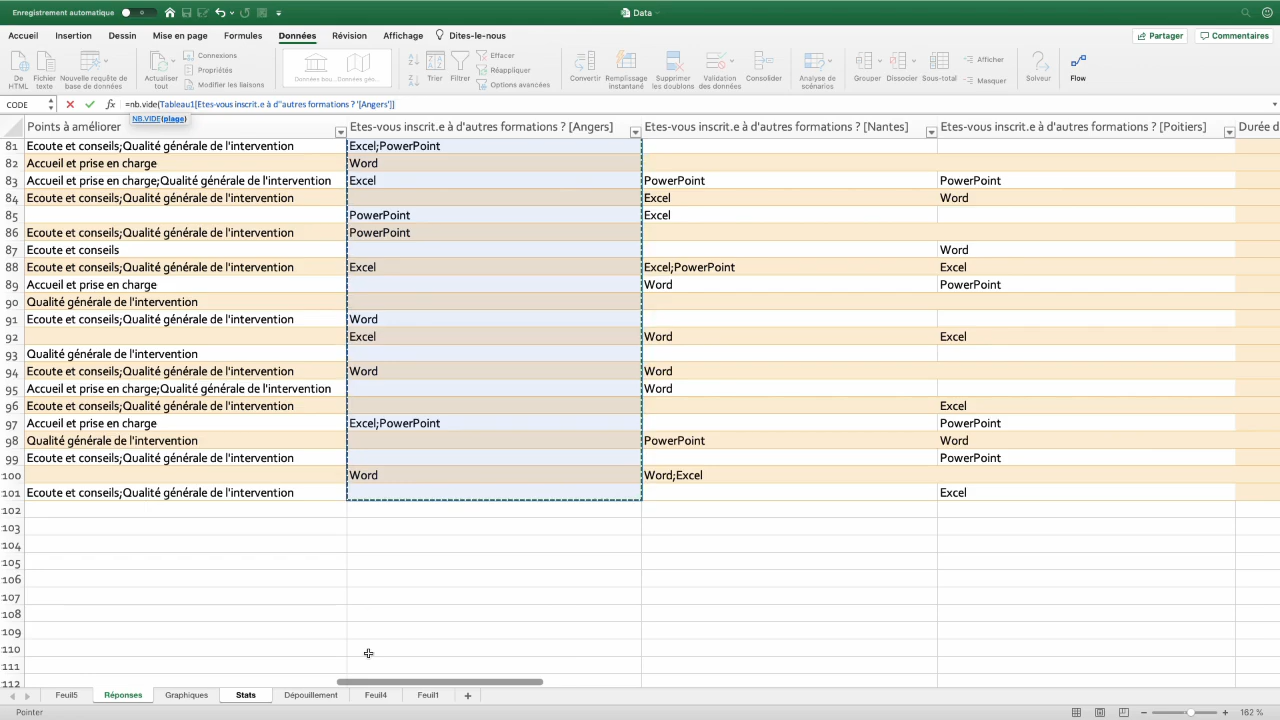 Enregistrement automatique
Data
Accueil Insertion Dessin Mise en page Formules Données Révision Affichage Dites-le-nous Partager Commentaires
De HTML Fichier texte Nouvelle requête de base de données Actualiser tout Connexions Propriétés Modifier les liaisons Données bou... Données géo... Trier Filtrer Effacer Réappliquer Options avancées Convertir Remplissage instantané Supprimer les doublons Validation des données Consolider Analyse de scénarios Grouper Dissocier Sous-total Afficher Masquer Solveur Flow
CODE =nb.vide(Tableau1[Etes-vous inscrit.e à d''autres formations ? '[Angers']]
NB.VIDE(plage)
Points à améliorer Etes-vous inscrit.e à d'autres formations ? [Angers] Etes-vous inscrit.e à d'autres formations ? [Nantes] Etes-vous inscrit.e à d'autres formations ? [Poitiers] Durée d
81 Ecoute et conseils;Qualité générale de l'intervention Excel;PowerPoint
82 Accueil et prise en charge Word
83 Accueil et prise en charge;Qualité générale de l'intervention Excel PowerPoint PowerPoint
84 Ecoute et conseils;Qualité générale de l'intervention Excel Word
85 PowerPoint Excel
86 Ecoute et conseils;Qualité générale de l'intervention PowerPoint
87 Ecoute et conseils Word
88 Ecoute et conseils;Qualité générale de l'intervention Excel Excel;PowerPoint Excel
89 Accueil et prise en charge Word PowerPoint
90 Qualité générale de l'intervention
91 Ecoute et conseils;Qualité générale de l'intervention Word
92 Excel Word Excel
93 Qualité générale de l'intervention
94 Ecoute et conseils;Qualité générale de l'intervention Word Word
95 Accueil et prise en charge;Qualité générale de l'intervention Word
96 Ecoute et conseils;Qualité générale de l'intervention Excel
97 Accueil et prise en charge Excel;PowerPoint PowerPoint
98 Qualité générale de l'intervention PowerPoint Word
99 Ecoute et conseils;Qualité générale de l'intervention PowerPoint
100 Word Word;Excel
101 Ecoute et conseils;Qualité générale de l'intervention Excel
102
103
104
105
106
107
108
109
110
111
112
Feuil5 Réponses Graphiques Stats Dépouillement Feuil4 Feuil1
Pointer 162 %